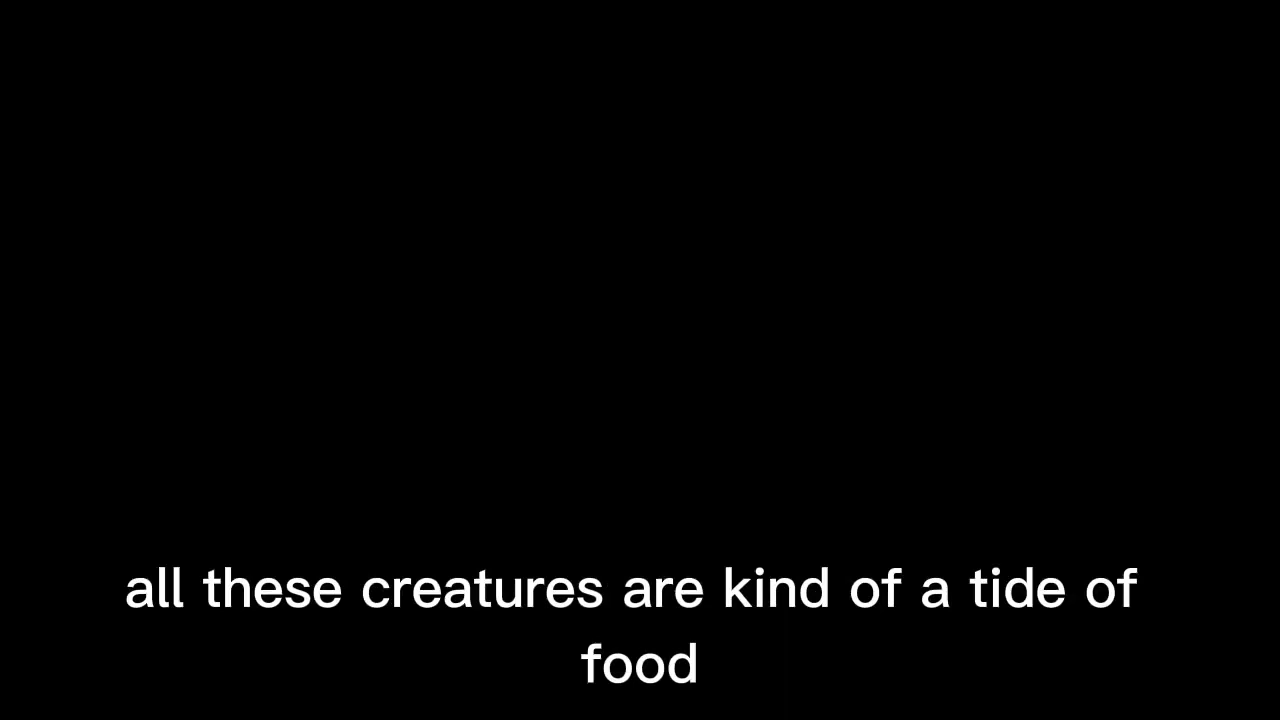 all these creatures are kind of a tide of
food